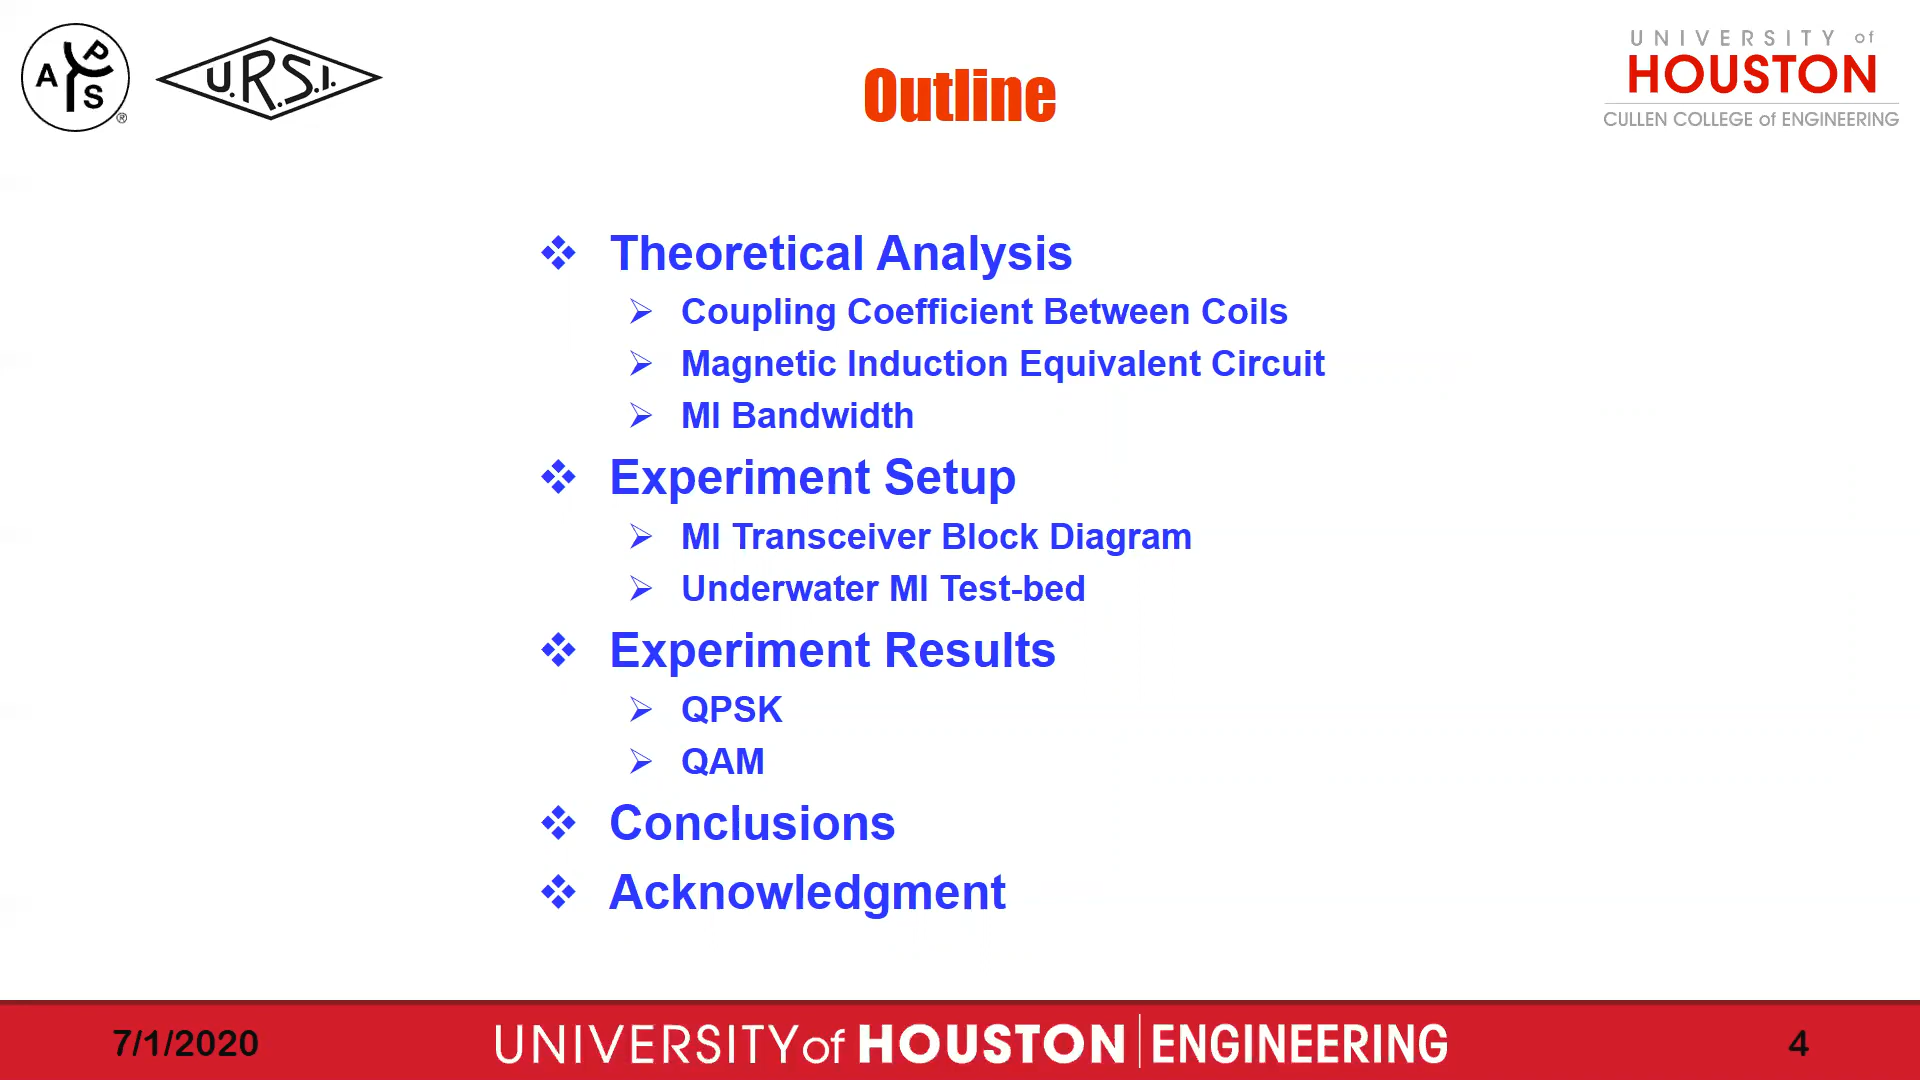 A P S ®
U.R.S.I.
Outline
UNIVERSITY of
HOUSTON
CULLEN COLLEGE of ENGINEERING
Theoretical Analysis
Coupling Coefficient Between Coils
Magnetic Induction Equivalent Circuit
MI Bandwidth
Experiment Setup
MI Transceiver Block Diagram
Underwater MI Test-bed
Experiment Results
QPSK
QAM
Conclusions
Acknowledgment
7/1/2020
UNIVERSITY of HOUSTON | ENGINEERING
4